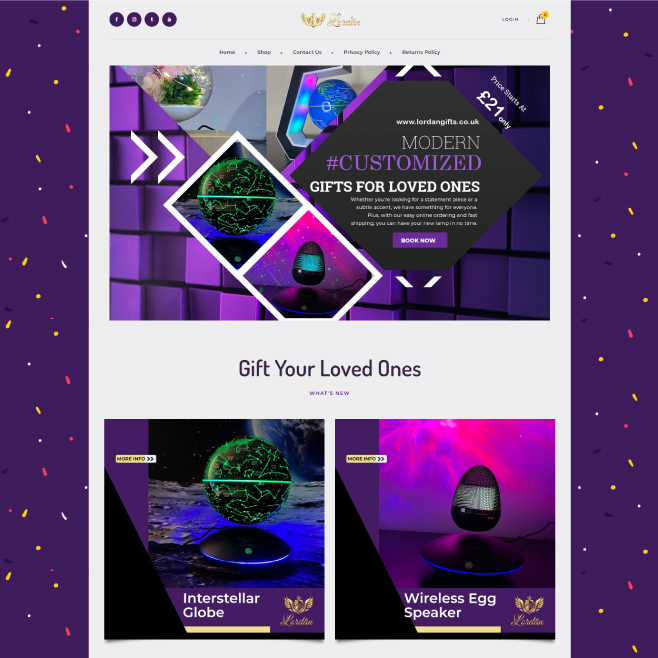 Lordán
LOGIN
0
Home
Shop
Contact Us
Privacy Policy
Returns Policy
Price Starts At
£21 only
www.lordangifts.co.uk
MODERN
#CUSTOMIZED
GIFTS FOR LOVED ONES
Whether you're looking for a statement piece or a
subtle accent, we have something for everyone.
Plus, with our easy online ordering and fast
shipping, you can have your new lamp in no time.
BOOK NOW
Gift Your Loved Ones
WHAT'S NEW
MORE INFO
Interstellar
Globe
Lordán
MORE INFO
Wireless Egg
Speaker
Lordán